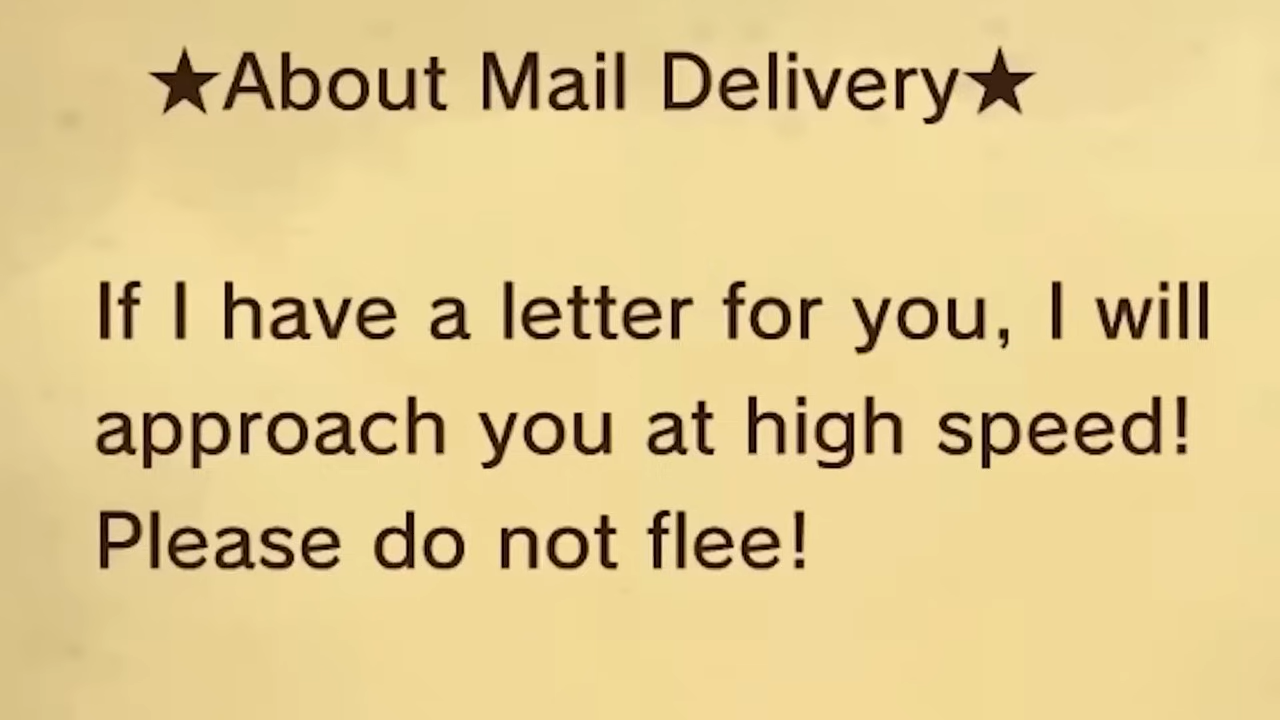 ★About Mail Delivery★
If I have a letter for you, I will
approach you at high speed!
Please do not flee!